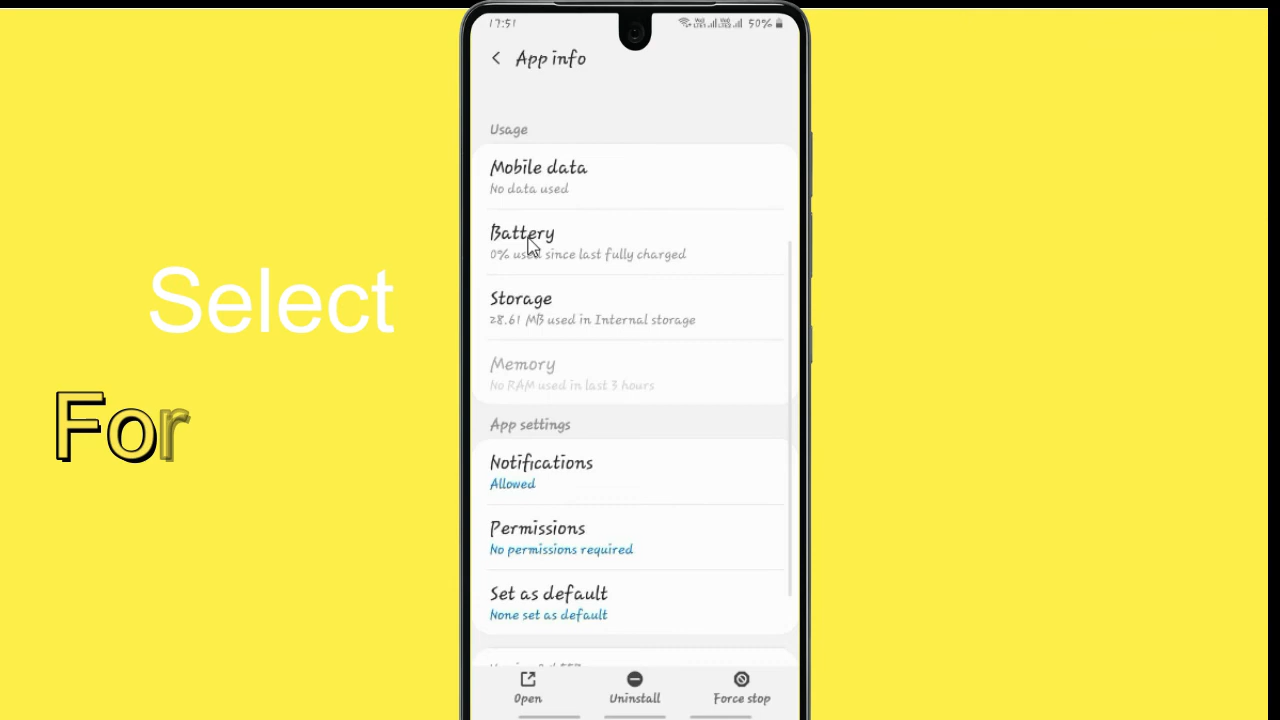 17:51
50%
App info
Usage
Mobile data
No data used
Battery
0% used since last fully charged
Storage
28.61 MB used in Internal storage
Memory
No RAM used in last 3 hours
App settings
Notifications
Allowed
Permissions
No permissions required
Set as default
None set as default
Open
Uninstall
Force stop
Select
For